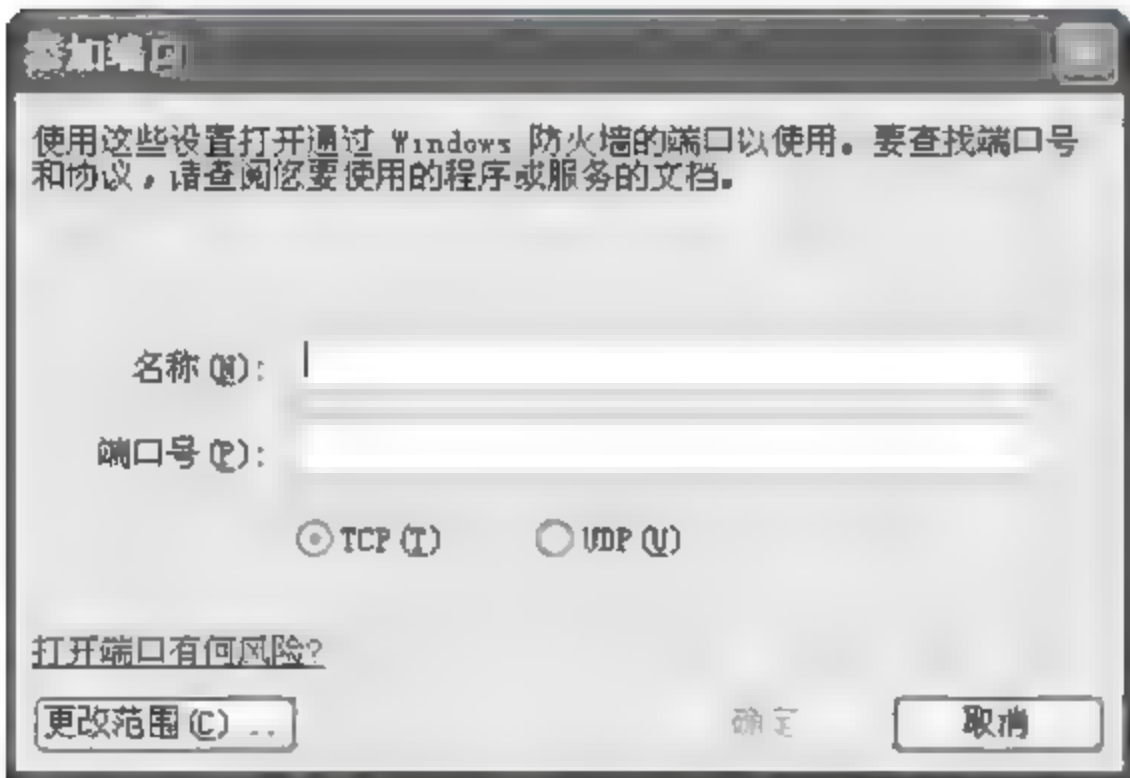 添加端口
使用这些设置打开通过 Windows 防火墙的端口以使用。要查找端口号
和协议，请查阅您要使用的程序或服务的文档。
名称(N):
端口号(P):
TCP(T) UDP(U)
打开端口有何风险?
更改范围(C)... 确定 取消